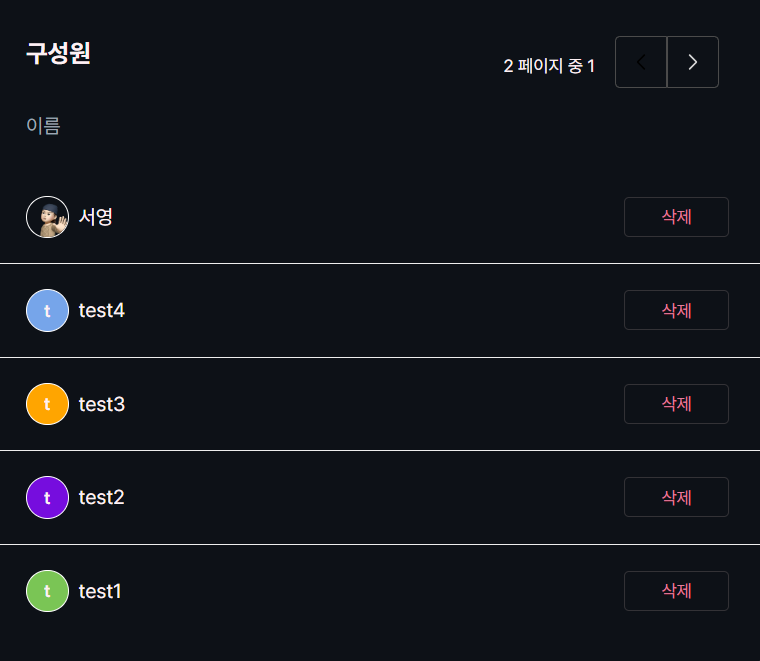 구성원
2 페이지 중 1
이름
서영 삭제
t test4 삭제
t test3 삭제
t test2 삭제
t test1 삭제